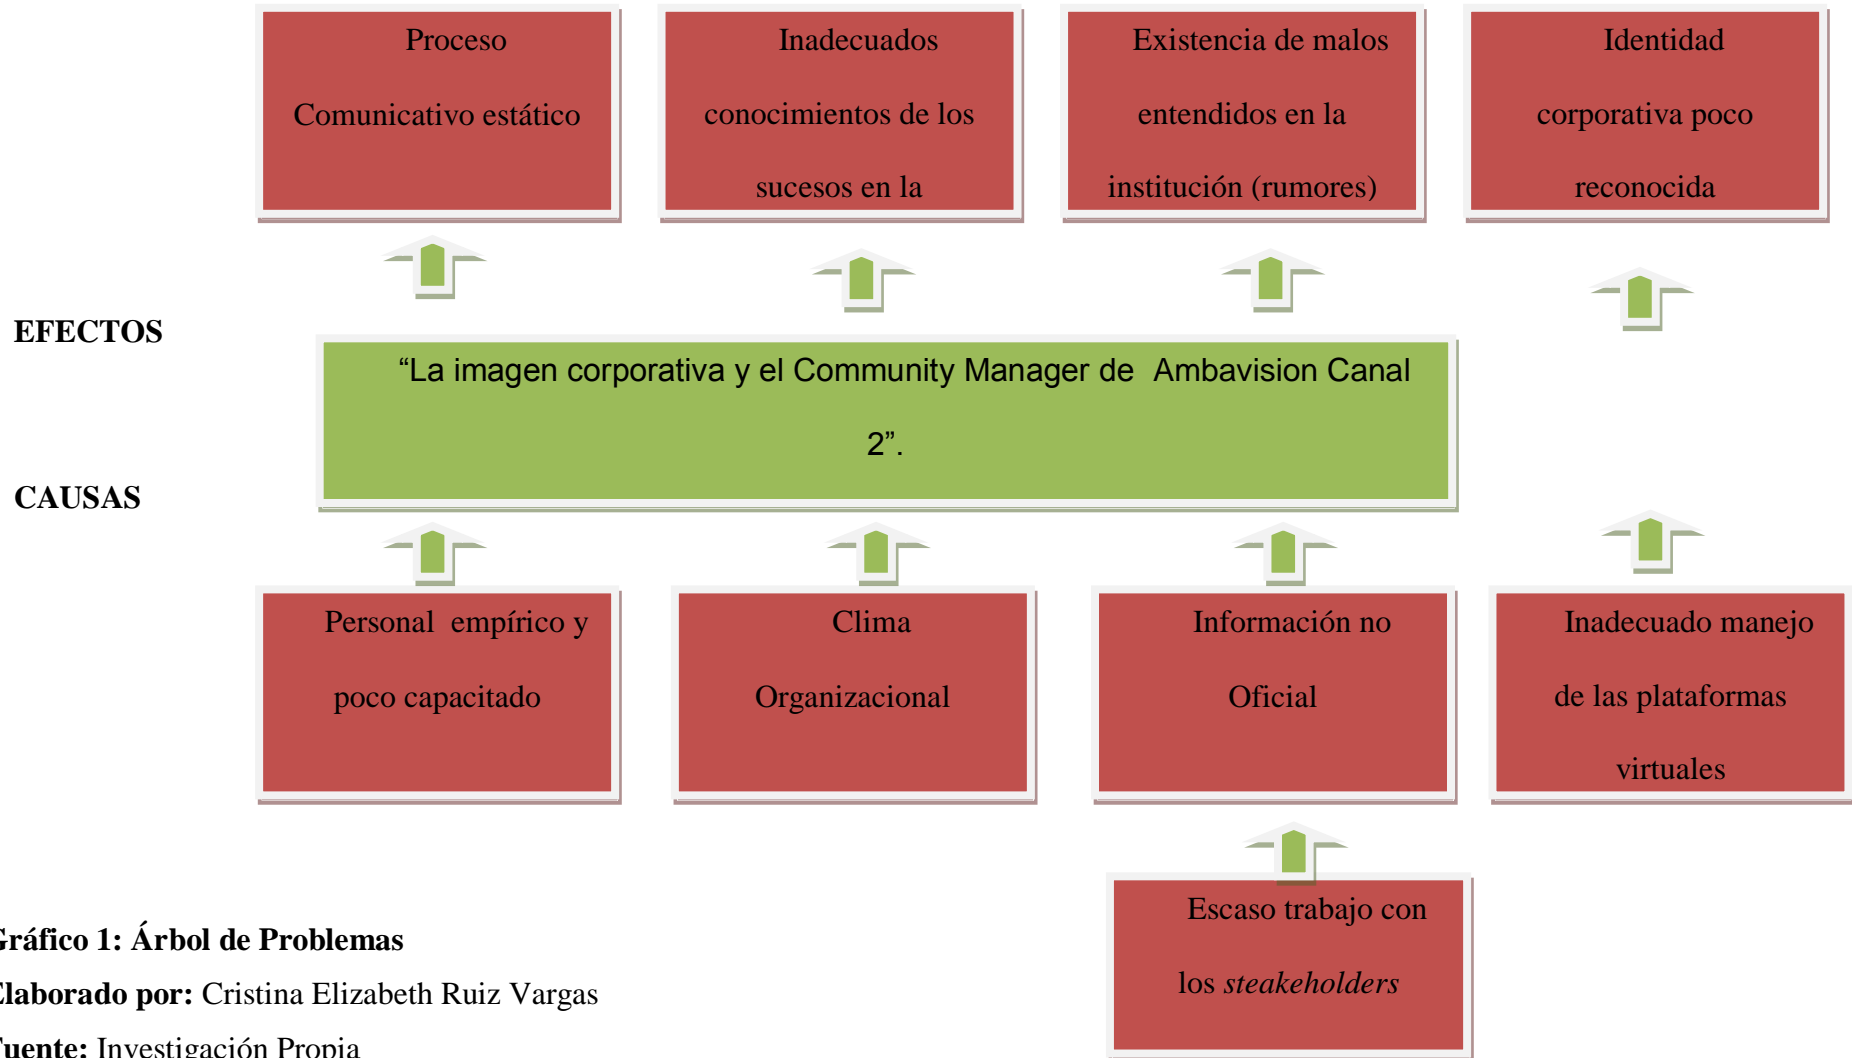 Proceso
Comunicativo estático
Inadecuados
conocimientos de los
sucesos en la
Existencia de malos
entendidos en la
institución (rumores)
Identidad
corporativa poco
reconocida
EFECTOS
“La imagen corporativa y el Community Manager de Ambavision Canal
2”.
CAUSAS
Personal empírico y
poco capacitado
Clima
Organizacional
Información no
Oficial
Inadecuado manejo
de las plataformas
virtuales
Escaso trabajo con
los steakeholders
Gráfico 1: Árbol de Problemas
Elaborado por: Cristina Elizabeth Ruiz Vargas
Fuente: Investigación Propia